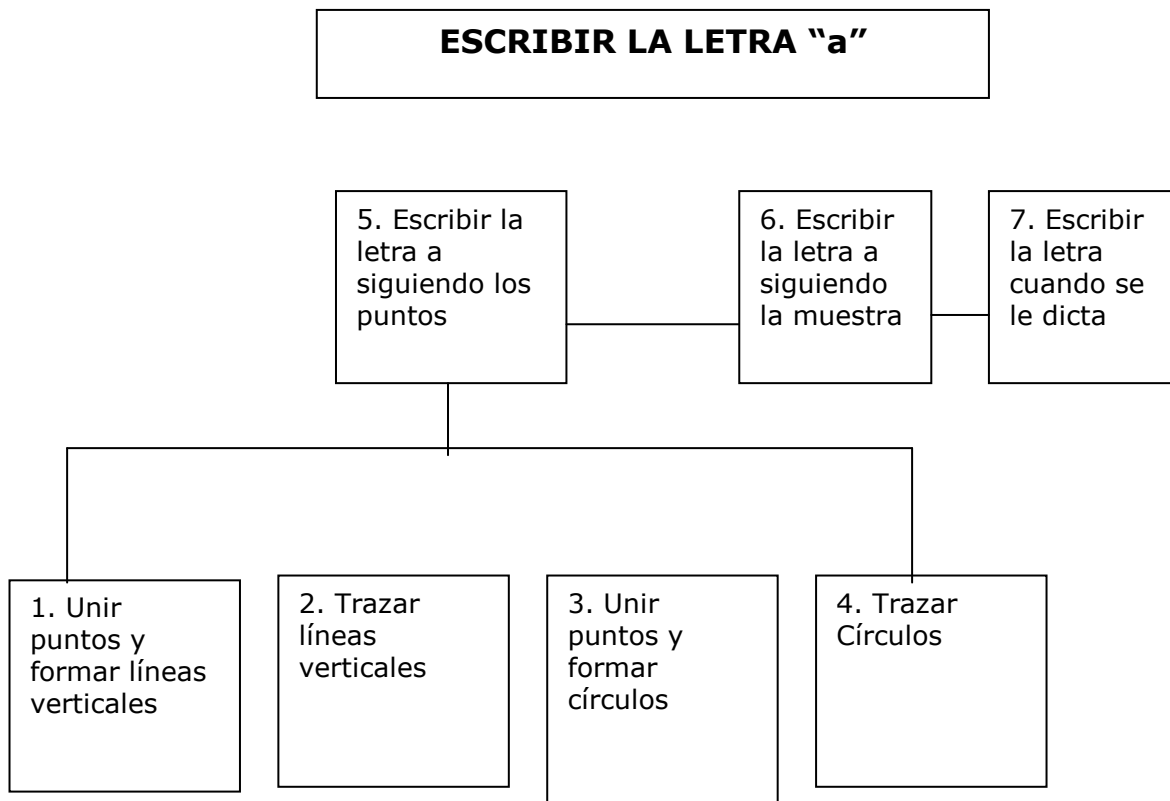 ESCRIBIR LA LETRA “a”
5. Escribir la
letra a
siguiendo los
puntos
6. Escribir
la letra a
siguiendo
la muestra
7. Escribir
la letra
cuando se
le dicta
1. Unir
puntos y
formar líneas
verticales
2. Trazar
líneas
verticales
3. Unir
puntos y
formar
círculos
4. Trazar
Círculos